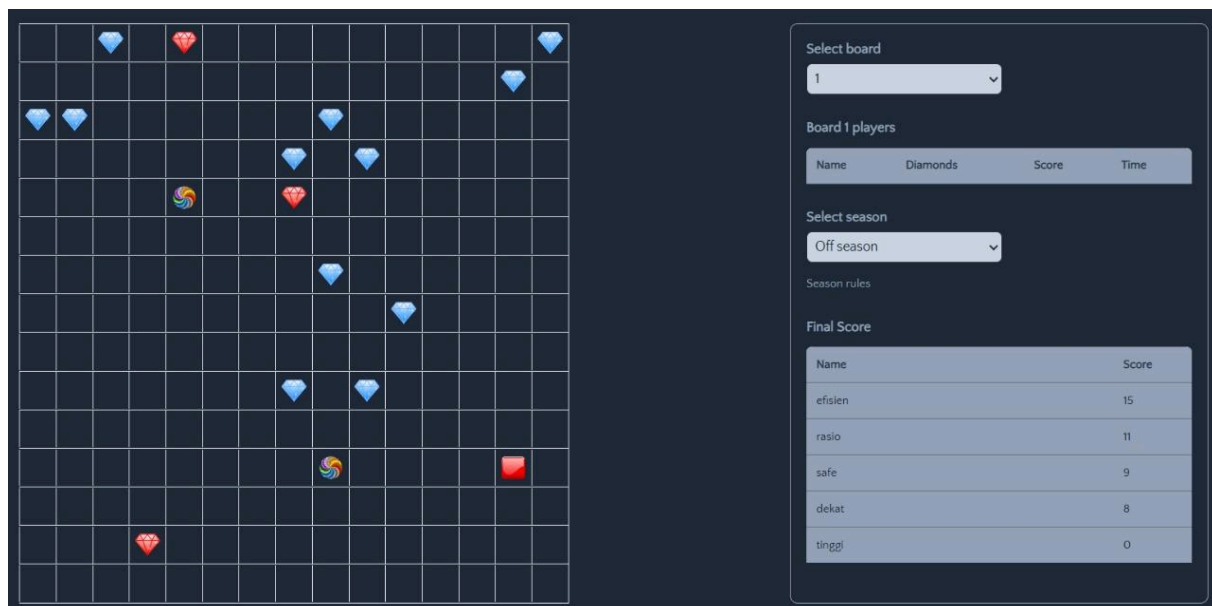 Select board
1
Board 1 players
Name Diamonds Score Time
Select season
Off season
Season rules
Final Score
Name Score
efisien 15
rasio 11
safe 9
dekat 8
tinggi 0